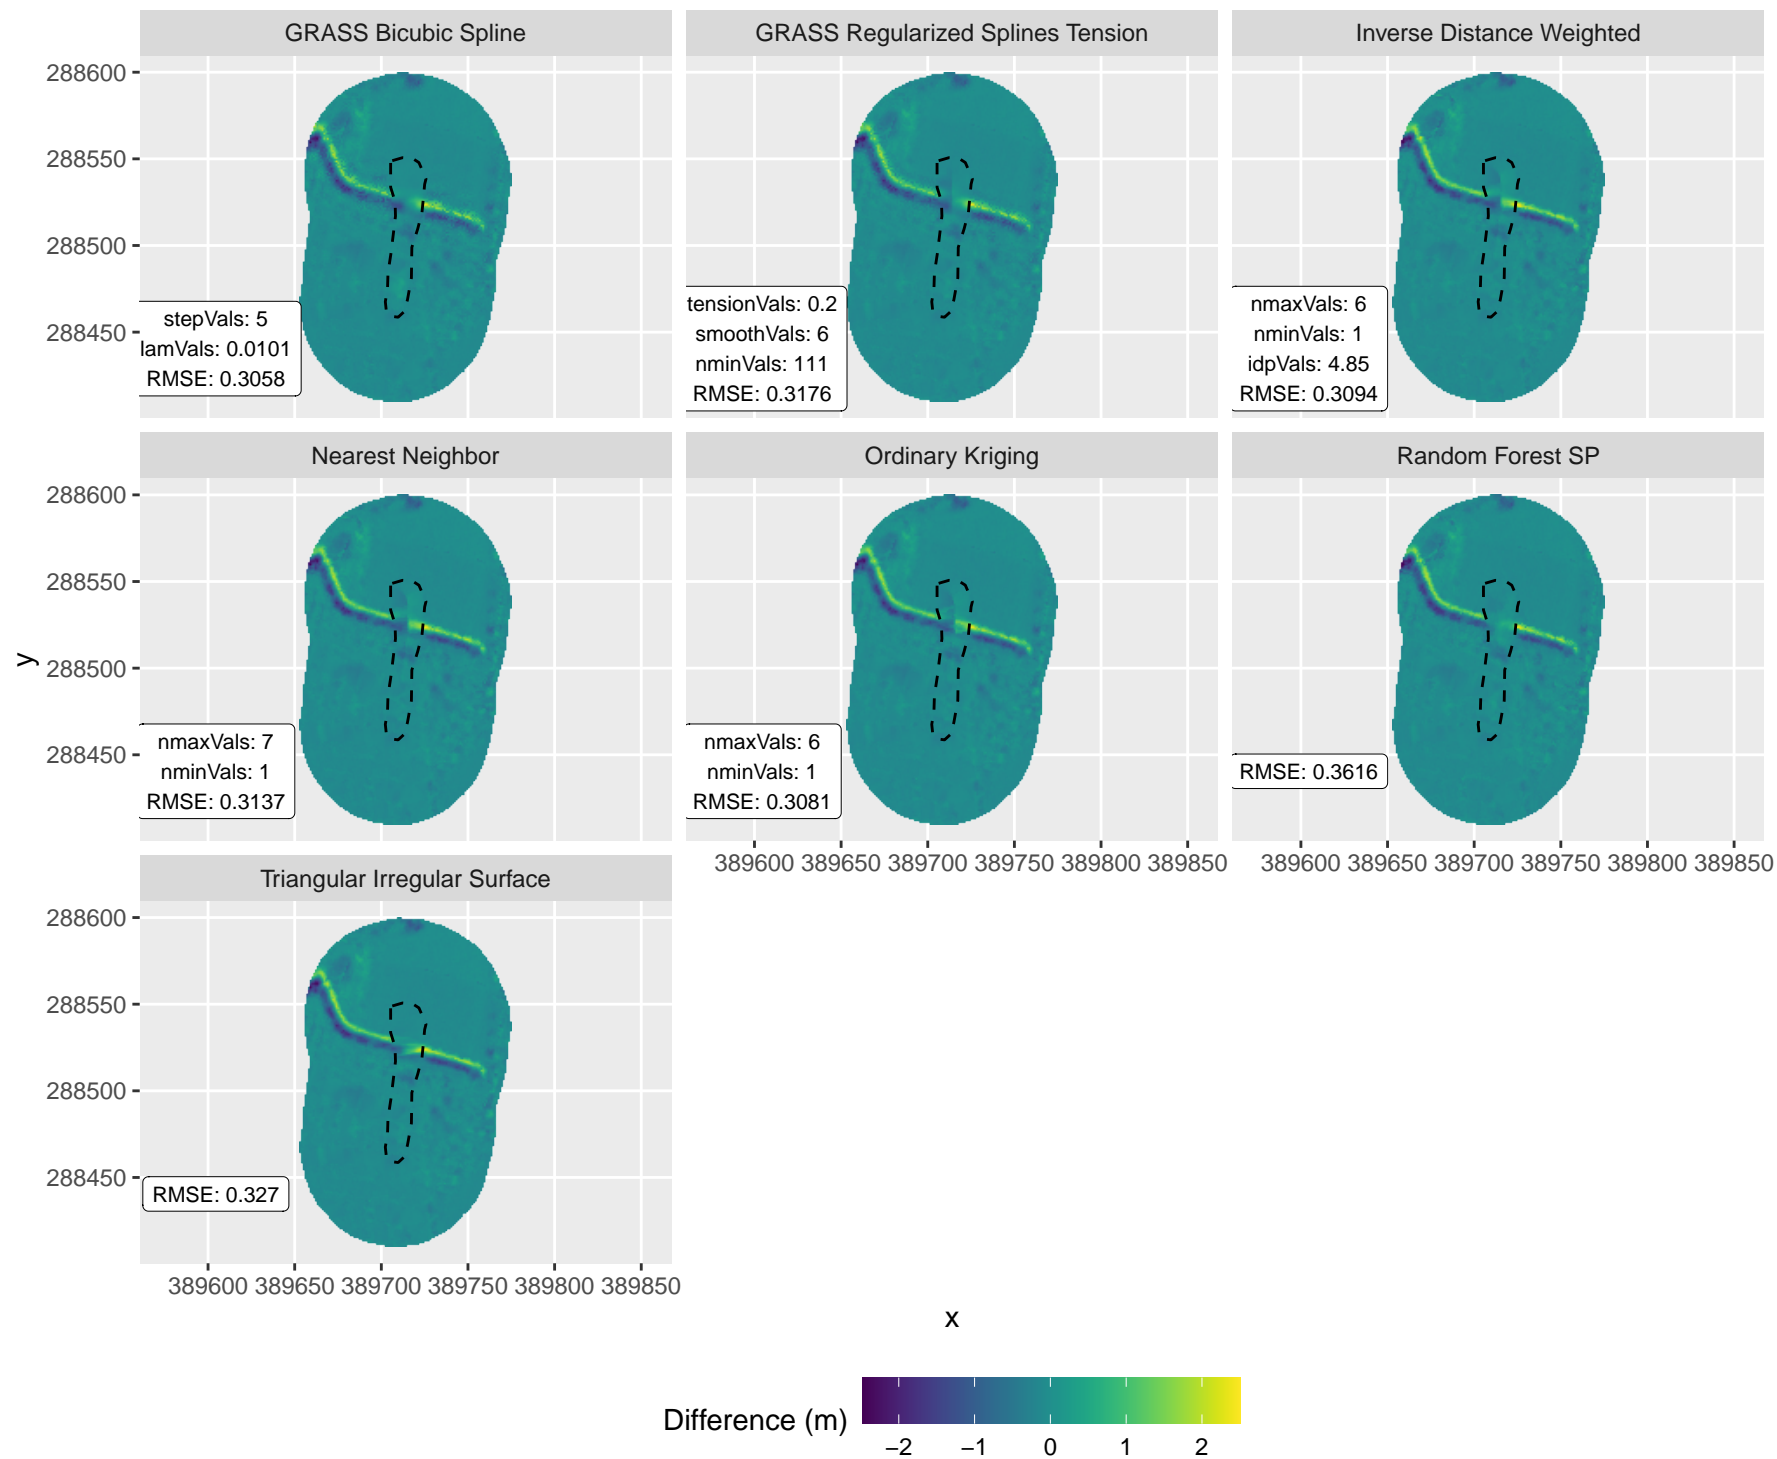 GRASS Bicubic Spline
GRASS Regularized Splines Tension
Inverse Distance Weighted
288600
288550
288500
288450
stepVals: 5
lamVals: 0.0101
RMSE: 0.3058
tensionVals: 0.2
smoothVals: 6
nminVals: 111
RMSE: 0.3176
nmaxVals: 6
nminVals: 1
idpVals: 4.85
RMSE: 0.3094
Nearest Neighbor
Ordinary Kriging
Random Forest SP
288600
288550
288500
288450
y
nmaxVals: 7
nminVals: 1
RMSE: 0.3137
nmaxVals: 6
nminVals: 1
RMSE: 0.3081
RMSE: 0.3616
389600 389650 389700 389750 389800 389850
389600 389650 389700 389750 389800 389850
Triangular Irregular Surface
288600
288550
288500
288450
RMSE: 0.327
389600 389650 389700 389750 389800 389850
x
Difference (m)
−2 −1 0 1 2